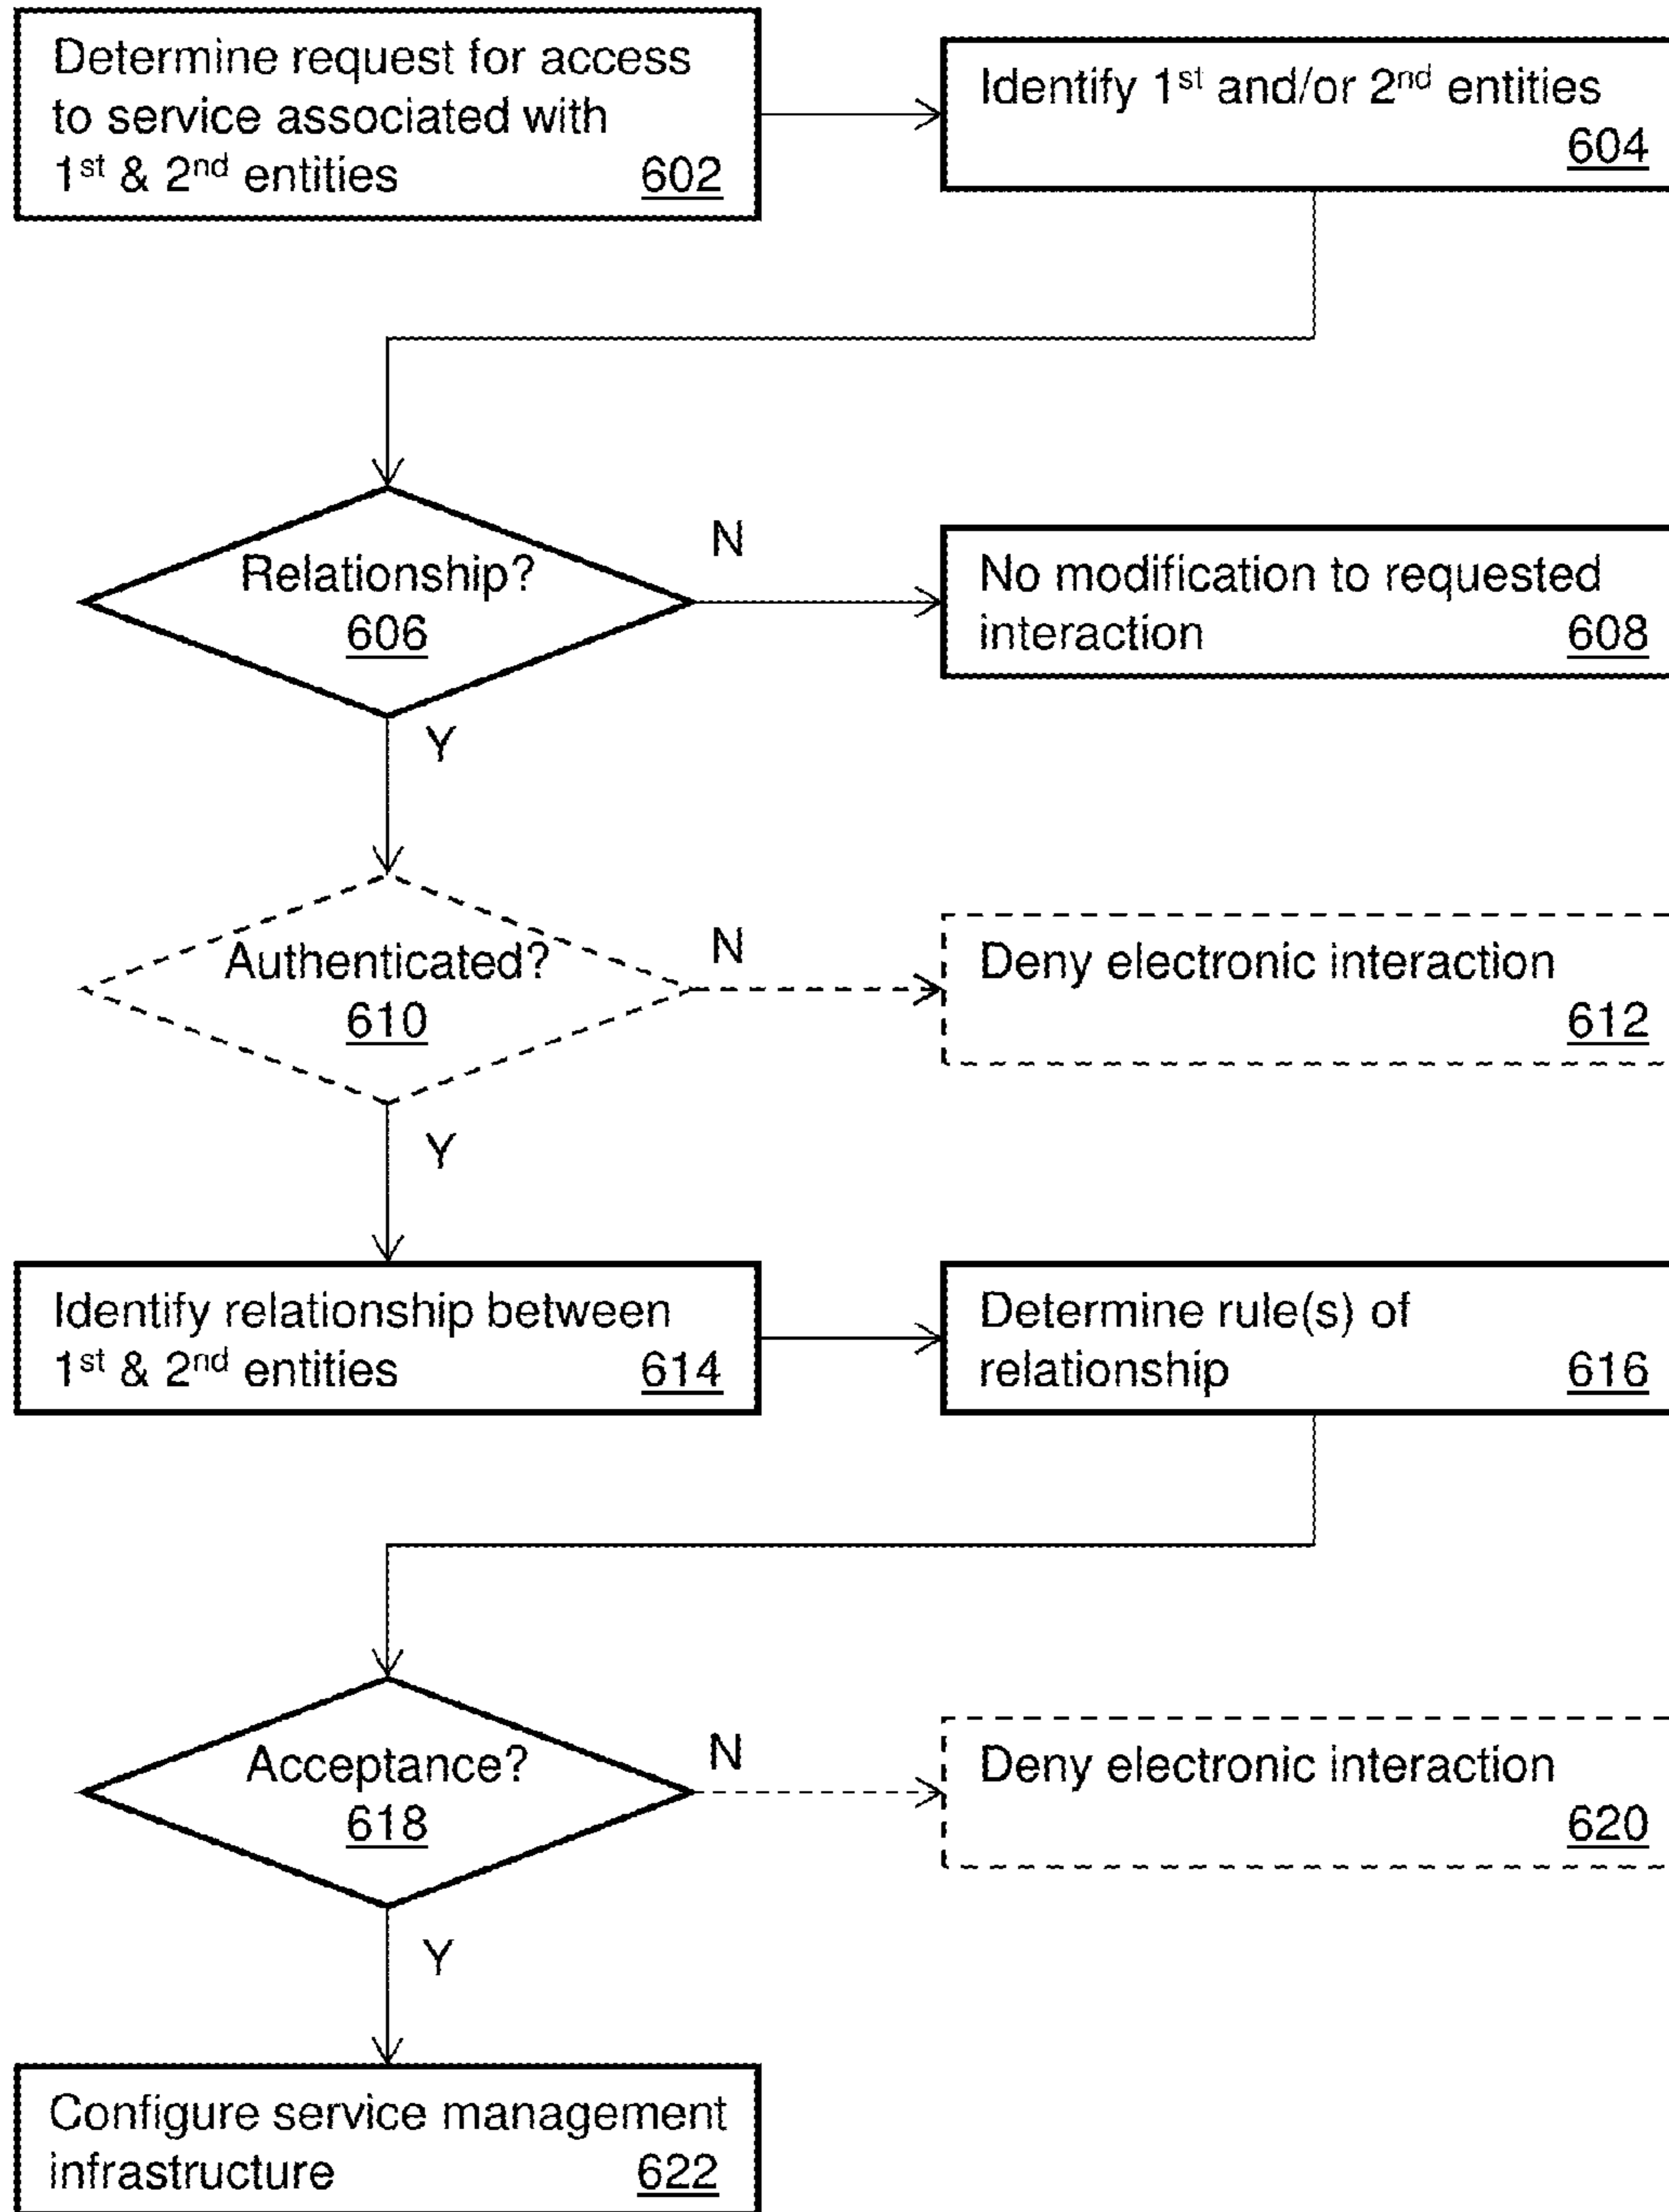 Determine request for access
to service associated with
1st & 2nd entities 602
Identify 1st and/or 2nd entities
604
Relationship?
606
N
No modification to requested
interaction 608
Y
Authenticated?
610
N
Deny electronic interaction
612
Y
Identify relationship between
1st & 2nd entities 614
Determine rule(s) of
relationship 616
Acceptance?
618
N
Deny electronic interaction
620
Y
Configure service management
infrastructure 622